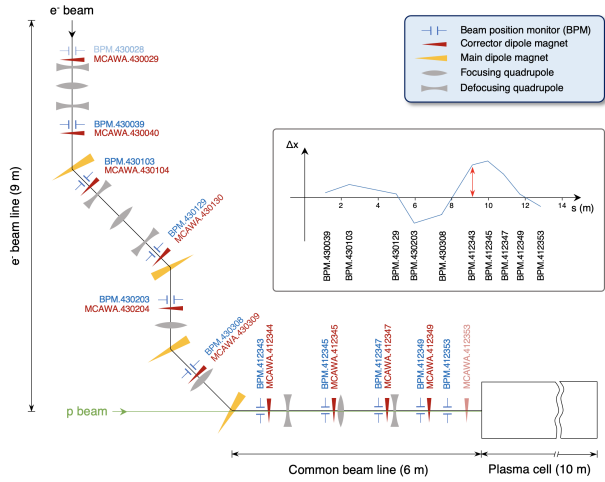 e⁻ beam
Beam position monitor (BPM)
Corrector dipole magnet
Main dipole magnet
Focusing quadrupole
Defocusing quadrupole
BPM.430028
MCAWA.430029
BPM.430039
MCAWA.430040
BPM.430103
MCAWA.430104
BPM.430129
MCAWA.430130
e⁻ beam line (9 m)
BPM.430203
MCAWA.430204
BPM.430308
MCAWA.430309
Δx
2 4 6 8 10 12 14
s (m)
BPM.430039
BPM.430103
BPM.430129
BPM.430203
BPM.430308
BPM.412343
BPM.412345
BPM.412347
BPM.412349
BPM.412353
BPM.412343
MCAWA.412344
BPM.412345
MCAWA.412345
BPM.412347
MCAWA.412347
BPM.412349
MCAWA.412349
BPM.412353
MCAWA.412353
p beam
Common beam line (6 m)
Plasma cell (10 m)